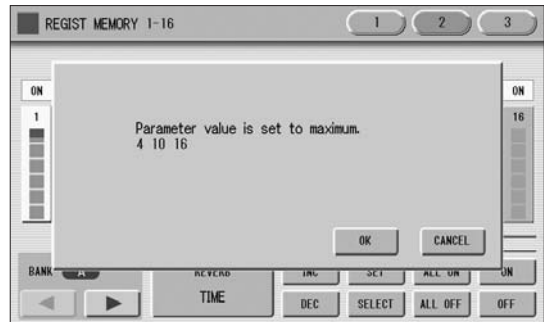 REGIST MEMORY 1-16
1 2 3
ON ON
1 16
Parameter value is set to maximum.
4 10 16
OK CANCEL
BANK A REVERB INC SET ALL ON ON
TIME DEC SELECT ALL OFF OFF